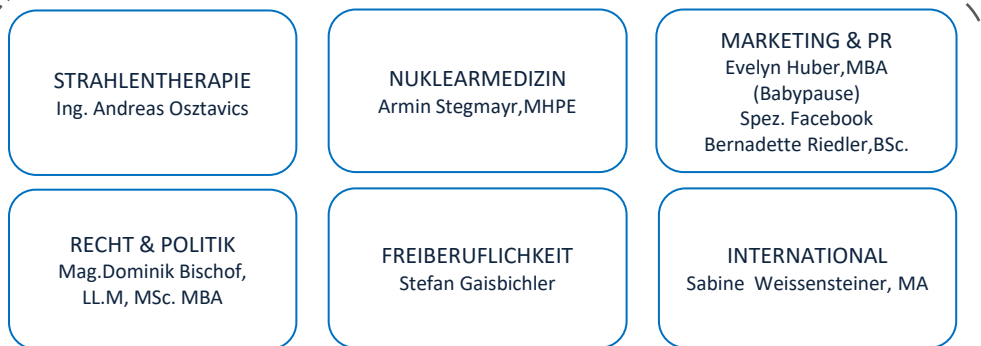 STRAHLENTHERAPIE
Ing. Andreas Osztavics
NUKLEARMEDIZIN
Armin Stegmayr,MHPE
MARKETING & PR
Evelyn Huber,MBA
(Babypause)
Spez. Facebook
Bernadette Riedler,BSc.
RECHT & POLITIK
Mag.Dominik Bischof,
LL.M, MSc. MBA
FREIBERUFLICHKEIT
Stefan Gaisbichler
INTERNATIONAL
Sabine Weissensteiner, MA